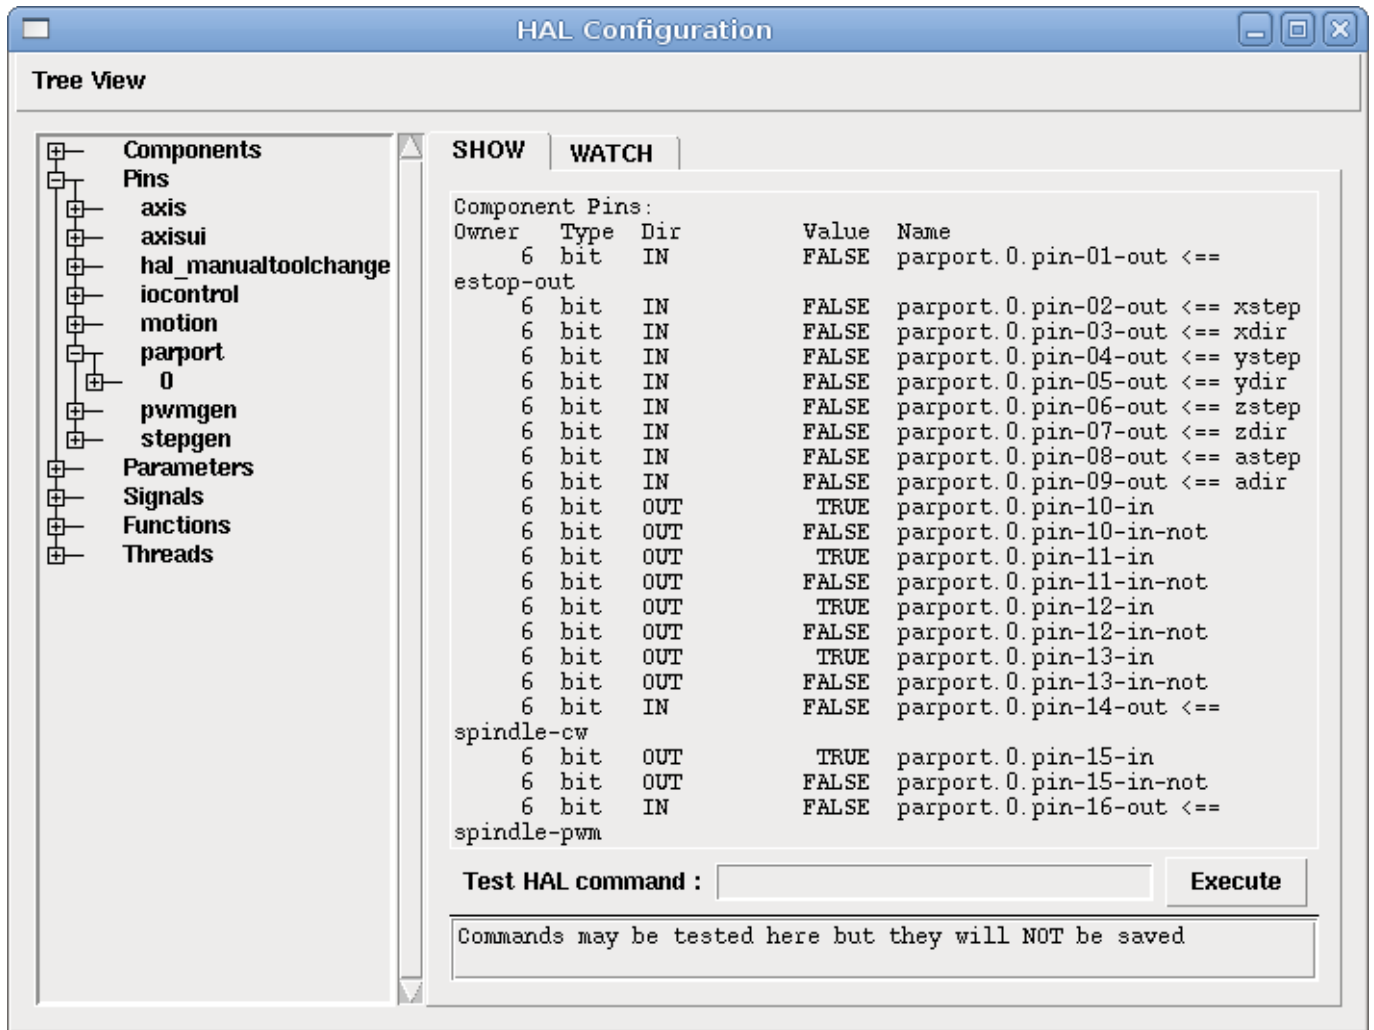 HAL Configuration
Tree View
Components
Pins
axis
axisui
hal_manualtoolchange
iocontrol
motion
parport
0
pwmgen
stepgen
Parameters
Signals
Functions
Threads
SHOW WATCH
Component Pins:
Owner Type Dir Value Name
6 bit IN FALSE parport.0.pin-01-out <==
estop-out
6 bit IN FALSE parport.0.pin-02-out <== xstep
6 bit IN FALSE parport.0.pin-03-out <== xdir
6 bit IN FALSE parport.0.pin-04-out <== ystep
6 bit IN FALSE parport.0.pin-05-out <== ydir
6 bit IN FALSE parport.0.pin-06-out <== zstep
6 bit IN FALSE parport.0.pin-07-out <== zdir
6 bit IN FALSE parport.0.pin-08-out <== astep
6 bit IN FALSE parport.0.pin-09-out <== adir
6 bit OUT TRUE parport.0.pin-10-in
6 bit OUT FALSE parport.0.pin-10-in-not
6 bit OUT TRUE parport.0.pin-11-in
6 bit OUT FALSE parport.0.pin-11-in-not
6 bit OUT TRUE parport.0.pin-12-in
6 bit OUT FALSE parport.0.pin-12-in-not
6 bit OUT TRUE parport.0.pin-13-in
6 bit OUT FALSE parport.0.pin-13-in-not
6 bit IN FALSE parport.0.pin-14-out <==
spindle-cw
6 bit OUT TRUE parport.0.pin-15-in
6 bit OUT FALSE parport.0.pin-15-in-not
6 bit IN FALSE parport.0.pin-16-out <==
spindle-pwm
Test HAL command : Execute
Commands may be tested here but they will NOT be saved